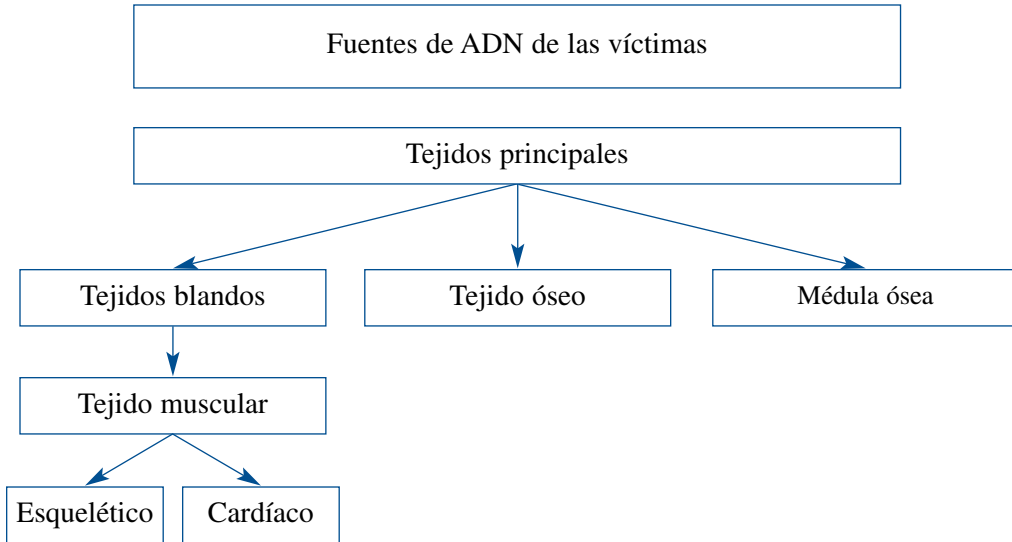 Fuentes de ADN de las víctimas
Tejidos principales
Tejidos blandos
Tejido óseo
Médula ósea
Tejido muscular
Esquelético
Cardíaco